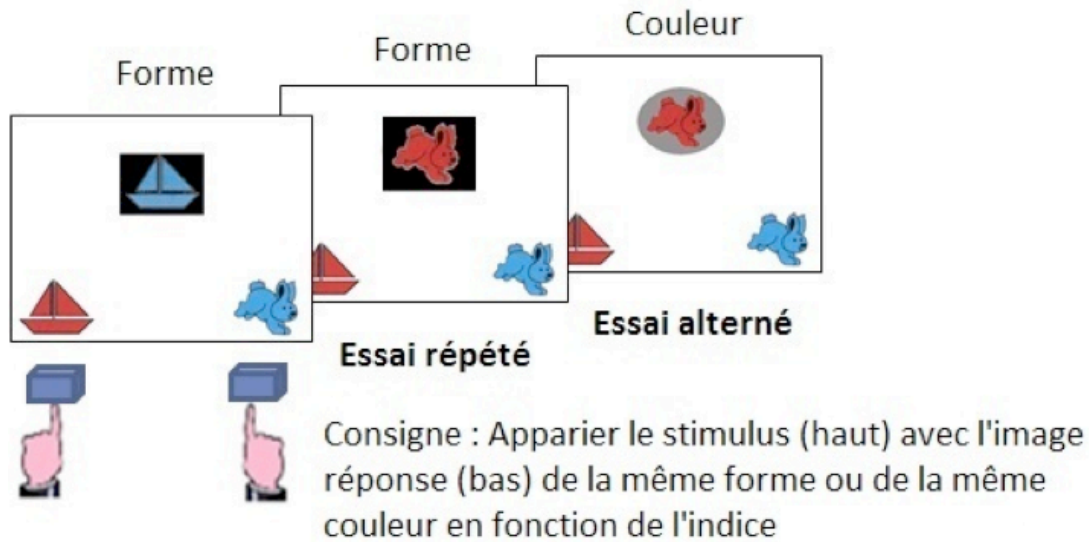 Forme
Forme
Couleur
Essai répété
Essai alterné
Consigne : Apparier le stimulus (haut) avec l'image
réponse (bas) de la même forme ou de la même
couleur en fonction de l'indice